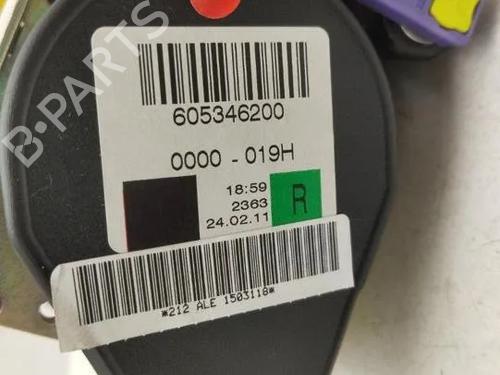 B-PARTS
605346200
0000 - 019H
18:59
2363
24.02.11
R
*212 ALE 1503118*